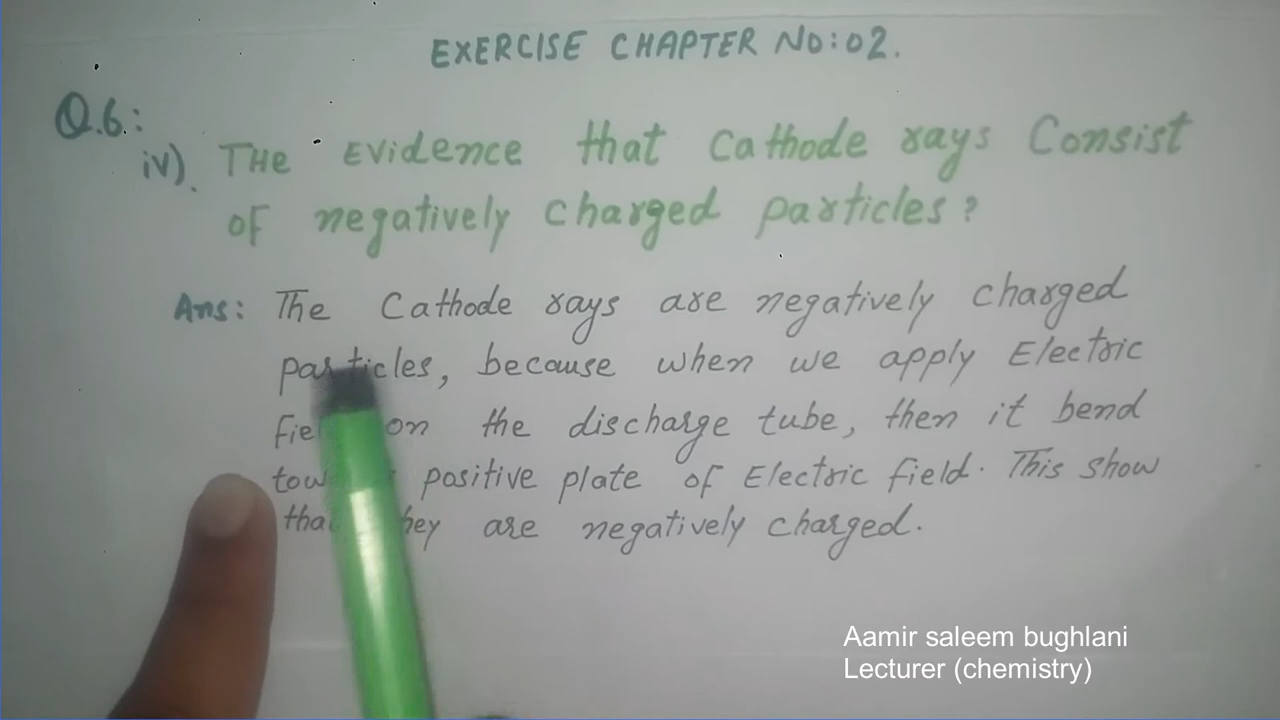 EXERCISE CHAPTER NO:02.
Q.6:
iv). THE Evidence that Cathode rays Consist
of negatively charged particles?
Ans: The Cathode rays are negatively charged
particles, because when we apply Electric
on the discharge tube, then it bend
positive plate of Electric field. This show
are negatively charged.
Aamir saleem bughlani
Lecturer (chemistry)